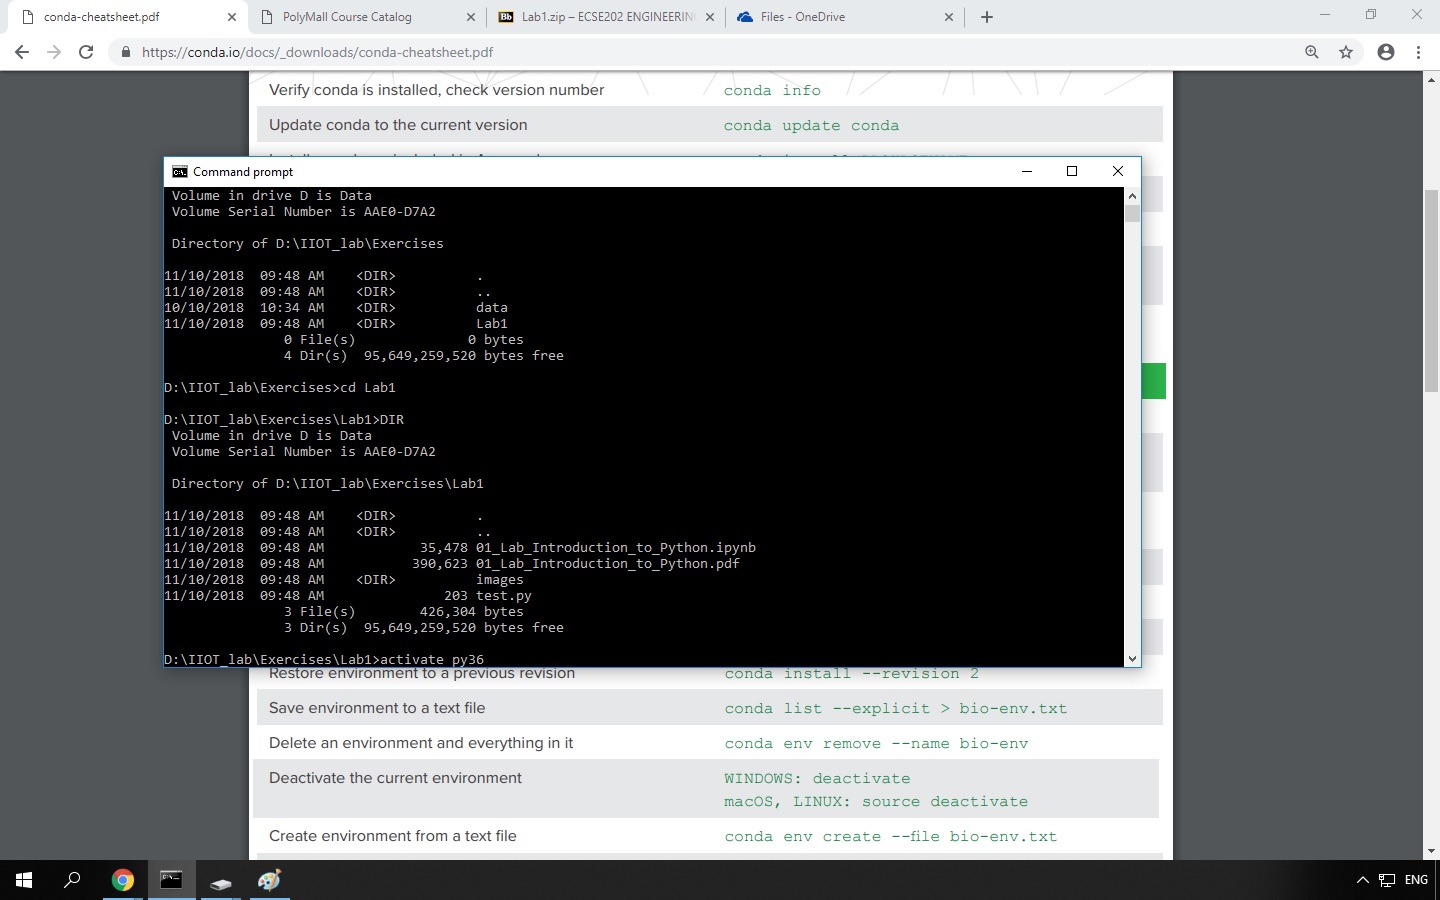 conda-cheatsheet.pdf
PolyMall Course Catalog
Bb
Lab1.zip – ECSE202 ENGINEERIN
Files - OneDrive
https://conda.io/docs/_downloads/conda-cheatsheet.pdf
Verify conda is installed, check version number
conda info
Update conda to the current version
conda update conda
Command prompt
Volume in drive D is Data
Volume Serial Number is AAE0-D7A2
Directory of D:\IIOT_lab\Exercises
11/10/2018 09:48 AM <DIR> .
11/10/2018 09:48 AM <DIR> ..
10/10/2018 10:34 AM <DIR> data
11/10/2018 09:48 AM <DIR> Lab1
0 File(s) 0 bytes
4 Dir(s) 95,649,259,520 bytes free
D:\IIOT_lab\Exercises>cd Lab1
D:\IIOT_lab\Exercises\Lab1>DIR
Volume in drive D is Data
Volume Serial Number is AAE0-D7A2
Directory of D:\IIOT_lab\Exercises\Lab1
11/10/2018 09:48 AM <DIR> .
11/10/2018 09:48 AM <DIR> ..
11/10/2018 09:48 AM 35,478 01_Lab_Introduction_to_Python.ipynb
11/10/2018 09:48 AM 390,623 01_Lab_Introduction_to_Python.pdf
11/10/2018 09:48 AM <DIR> images
11/10/2018 09:48 AM 203 test.py
3 File(s) 426,304 bytes
3 Dir(s) 95,649,259,520 bytes free
D:\IIOT_lab\Exercises\Lab1>activate py36
Restore environment to a previous revision
conda install --revision 2
Save environment to a text file
conda list --explicit > bio-env.txt
Delete an environment and everything in it
conda env remove --name bio-env
Deactivate the current environment
WINDOWS: deactivate
macOS, LINUX: source deactivate
Create environment from a text file
conda env create --file bio-env.txt
ENG